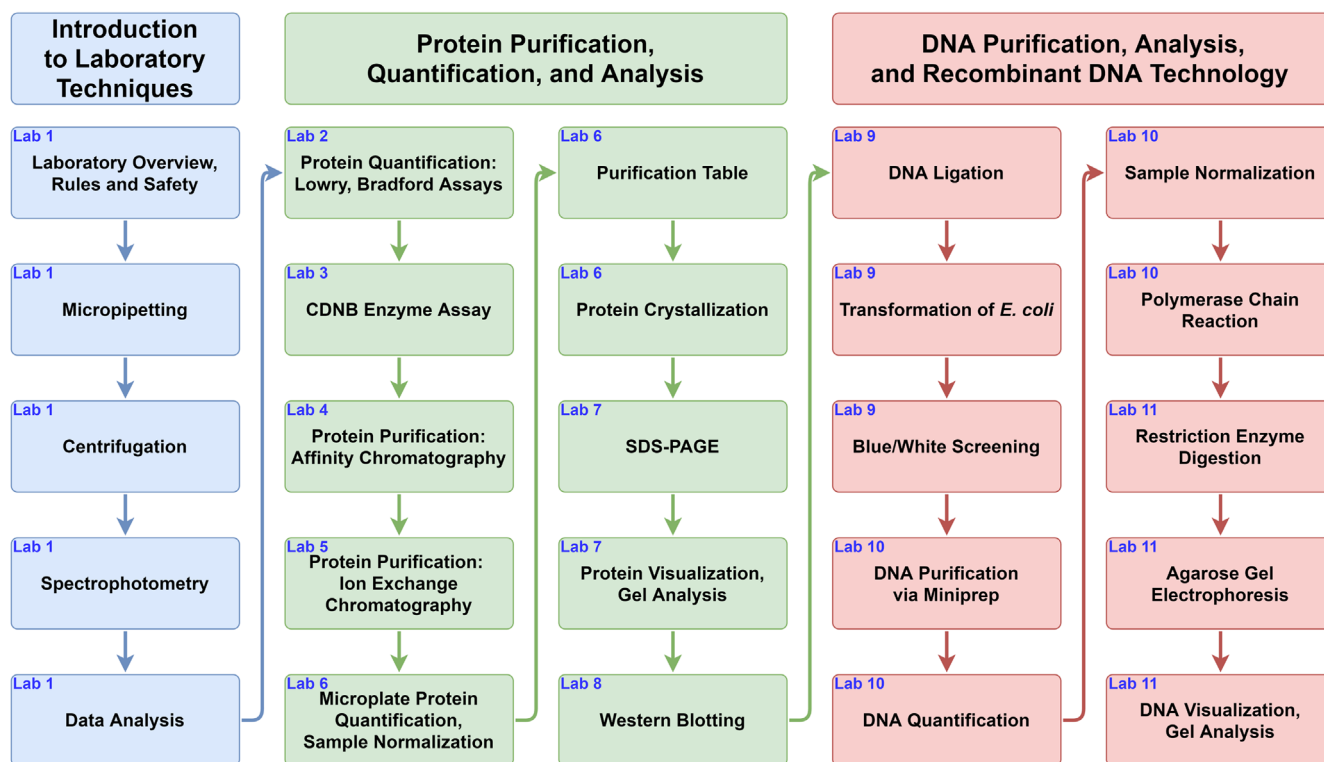 Introduction
to Laboratory
Techniques
Protein Purification,
Quantification, and Analysis
DNA Purification, Analysis,
and Recombinant DNA Technology
Lab 1
Laboratory Overview,
Rules and Safety
Lab 1
Micropipetting
Lab 1
Centrifugation
Lab 1
Spectrophotometry
Lab 1
Data Analysis
Lab 2
Protein Quantification:
Lowry, Bradford Assays
Lab 3
CDNB Enzyme Assay
Lab 4
Protein Purification:
Affinity Chromatography
Lab 5
Protein Purification:
Ion Exchange
Chromatography
Lab 6
Microplate Protein
Quantification,
Sample Normalization
Lab 6
Purification Table
Lab 6
Protein Crystallization
Lab 7
SDS-PAGE
Lab 7
Protein Visualization,
Gel Analysis
Lab 8
Western Blotting
Lab 9
DNA Ligation
Lab 9
Transformation of E. coli
Lab 9
Blue/White Screening
Lab 10
DNA Purification
via Miniprep
Lab 10
DNA Quantification
Lab 10
Sample Normalization
Lab 10
Polymerase Chain
Reaction
Lab 11
Restriction Enzyme
Digestion
Lab 11
Agarose Gel
Electrophoresis
Lab 11
DNA Visualization,
Gel Analysis